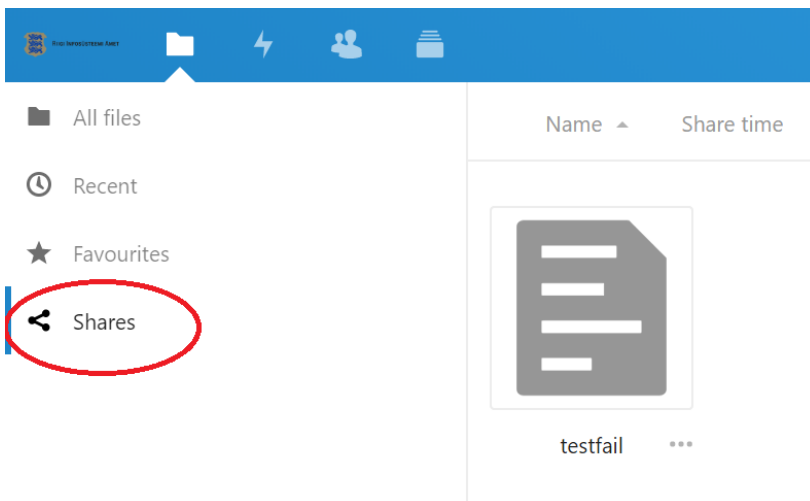 All files
Name Share time
Recent
Favourites
Shares
testfail